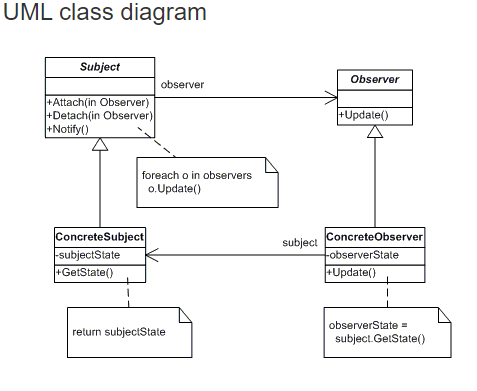 UML class diagram
Subject
+Attach(in Observer)
+Detach(in Observer)
+Notify()
observer
Observer
+Update()
foreach o in observers
o.Update()
ConcreteSubject
-subjectState
+GetState()
subject
ConcreteObserver
-observerState
+Update()
return subjectState
observerState =
subject.GetState()